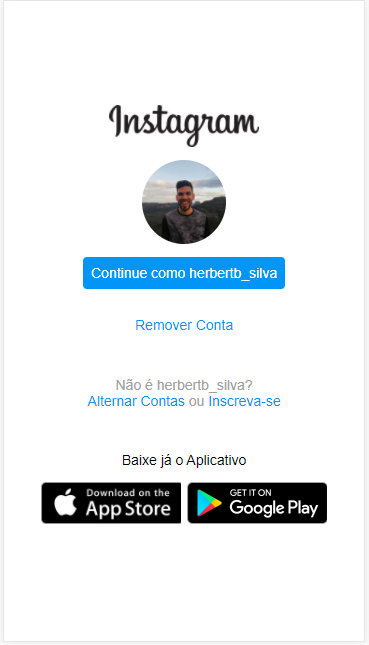 Instagram
Continue como herbertb_silva
Remover Conta
Não é herbertb_silva?
Alternar Contas ou Inscreva-se
Baixe já o Aplicativo
Download on the
App Store
GET IT ON
Google Play